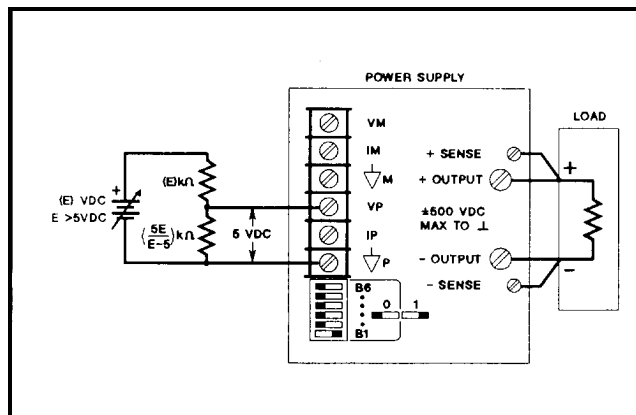 POWER SUPPLY
LOAD
VM
IM
▽M
VP
IP
▽P
+ SENSE
+ OUTPUT
±500 VDC
MAX TO ⊥
- OUTPUT
- SENSE
+
-
+
(E) VDC
E >5VDC
(E)kΩ
(5E/E-5)kΩ
5 VDC
B6
0 1
B1